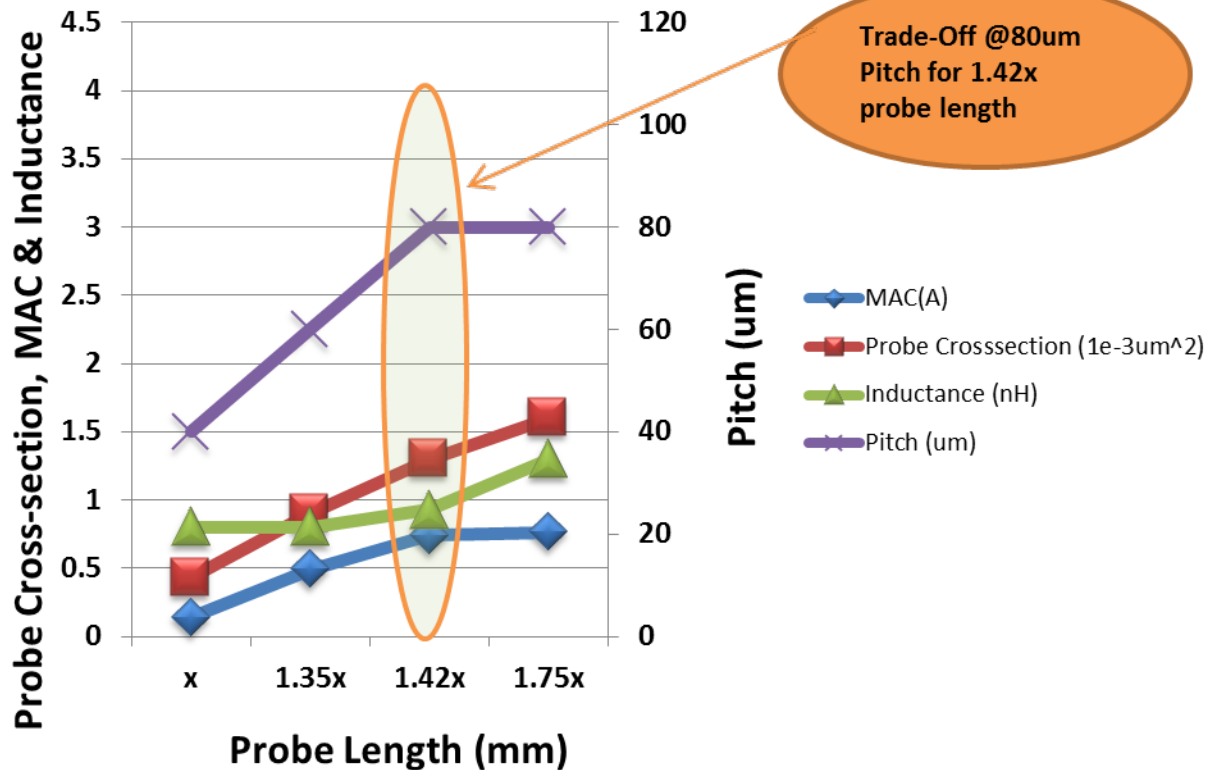 Probe Cross-section, MAC & Inductance
4.5
4
3.5
3
2.5
2
1.5
1
0.5
0
x
1.35x
1.42x
1.75x
Probe Length (mm)
120
100
80
60
40
20
0
Pitch (um)
Trade-Off @80um
Pitch for 1.42x
probe length
MAC(A)
Probe Crosssection (1e-3um^2)
Inductance (nH)
Pitch (um)